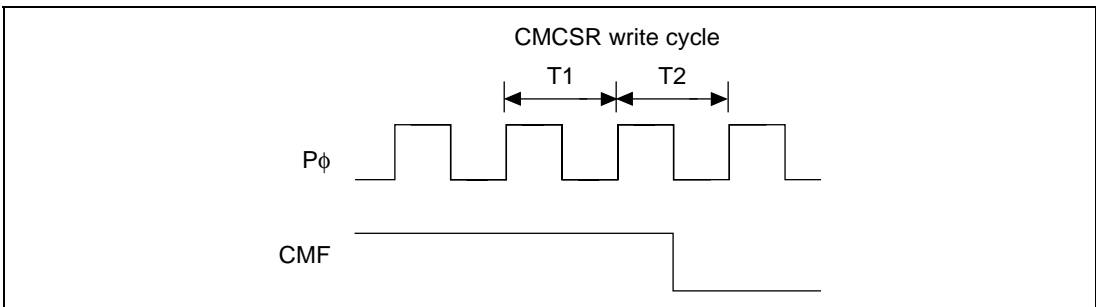 CMCSR write cycle
T1 T2
Pϕ
CMF